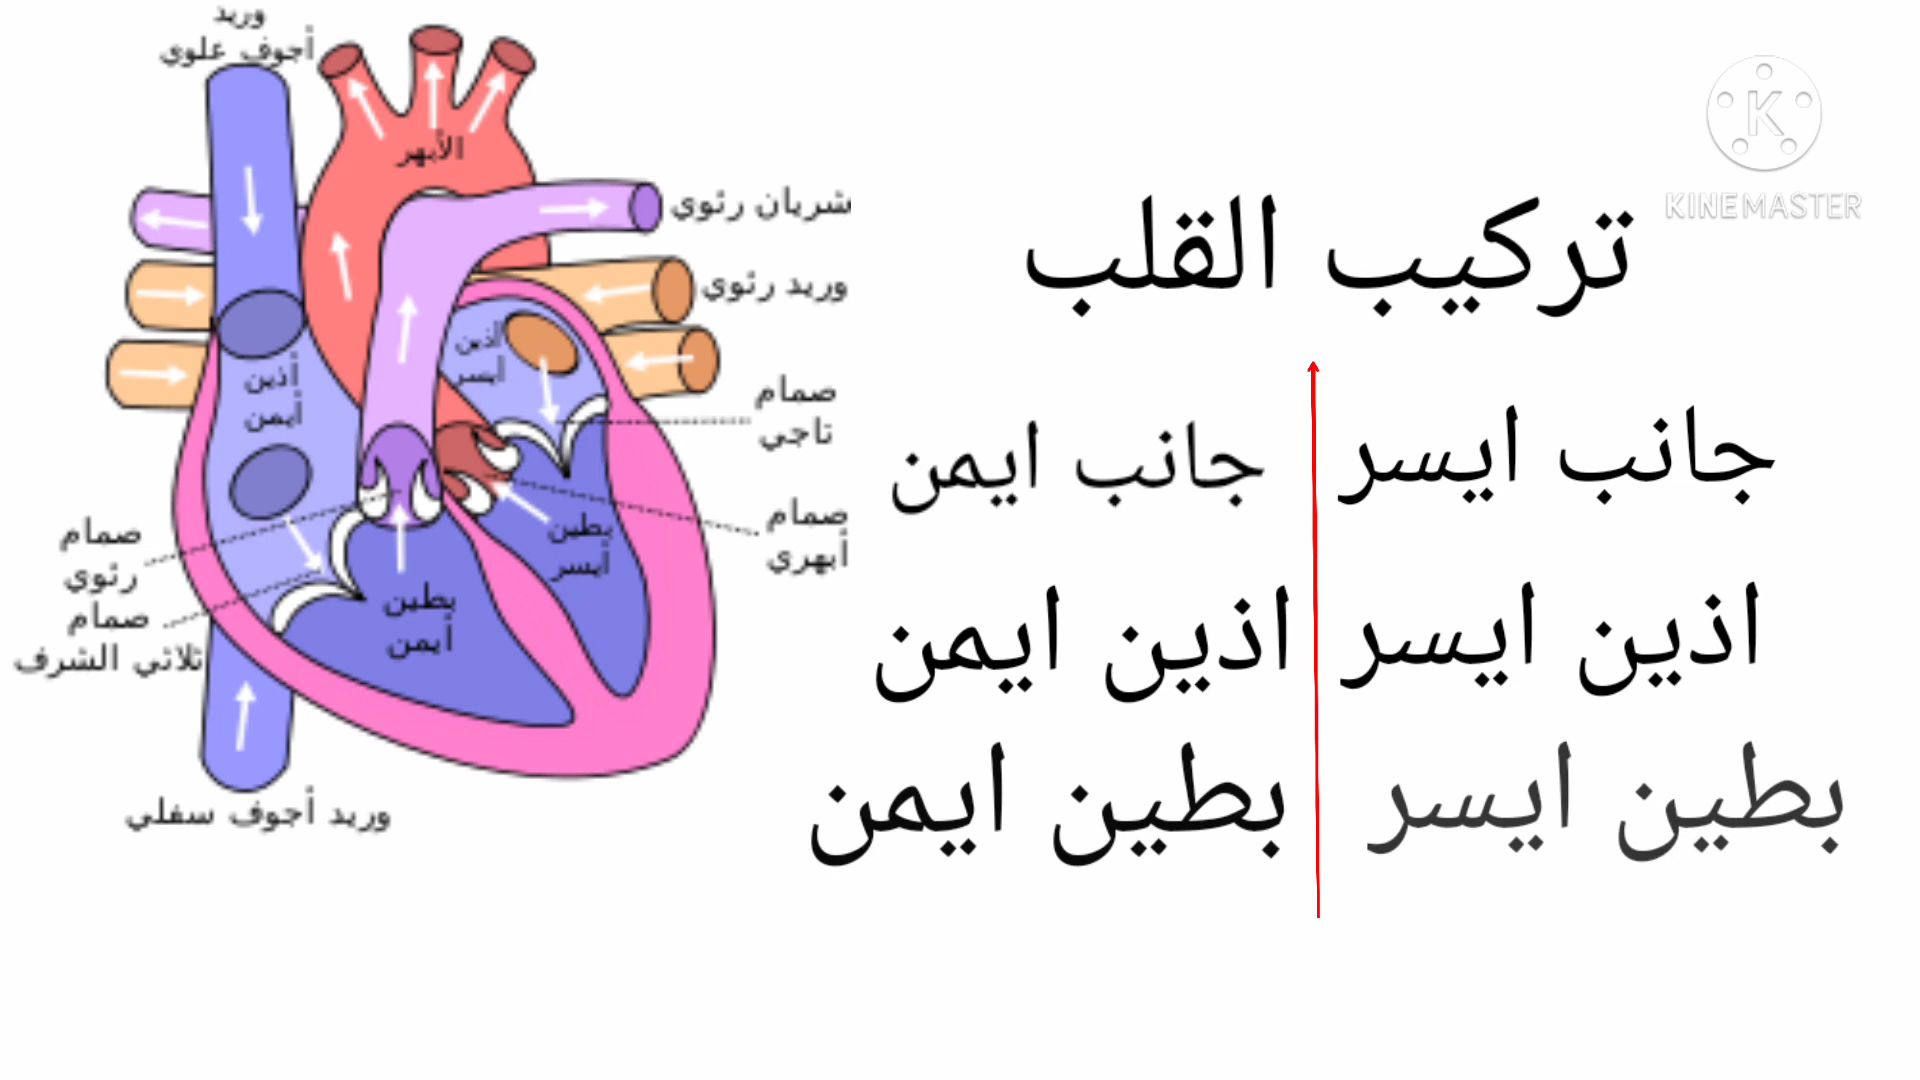 وريد
أجوف علوي
الأبهر
شريان رئوي
وريد رئوي
أذين
أيسر
أذين
أيمن
صمام
تاجي
صمام
أبهري
بطين
أيسر
صمام
رئوي
صمام
ثلاثي الشرف
بطين
أيمن
وريد أجوف سفلي
KINEMASTER
تركيب القلب
جانب ايسر
جانب ايمن
اذين ايسر
اذين ايمن
بطين ايسر
بطين ايمن